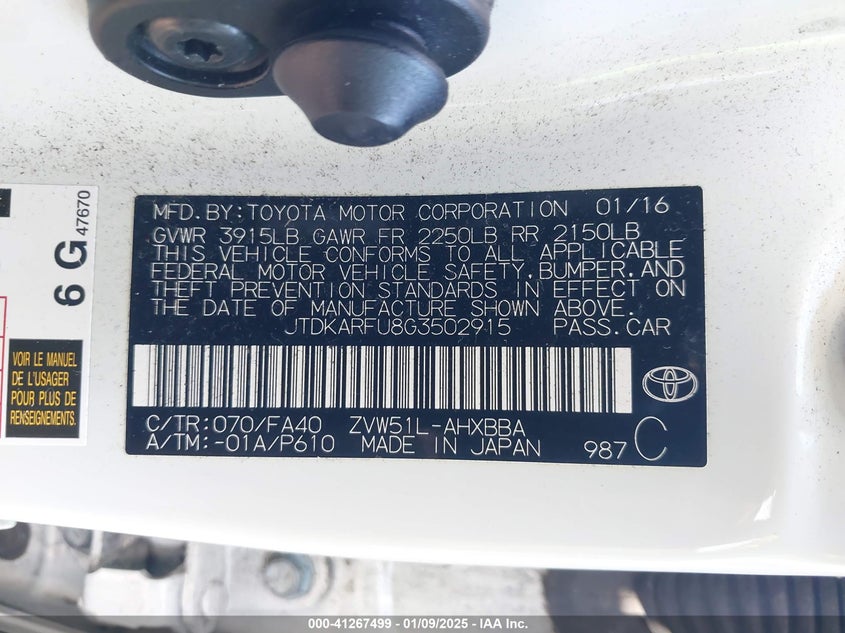 MFD. BY: TOYOTA MOTOR CORPORATION 01/16
GVWR 3915LB GAWR FR 2250LB RR 2150LB
THIS VEHICLE CONFORMS TO ALL APPLICABLE
FEDERAL MOTOR VEHICLE SAFETY, BUMPER, AND
THEFT PREVENTION STANDARDS IN EFFECT ON
THE DATE OF MANUFACTURE SHOWN ABOVE.
JTDKARFU8G3502915 PASS. CAR
C/TR: 070/FA40 ZVW51L-AHXBBA
A/TM: -01A/P610 MADE IN JAPAN 987 C
6 G 47670
VOIR LE MANUEL
DE L'USAGER
POUR PLUS DE
RENSEIGNEMENTS.
000-41267499 - 01/09/2025 - IAA Inc.